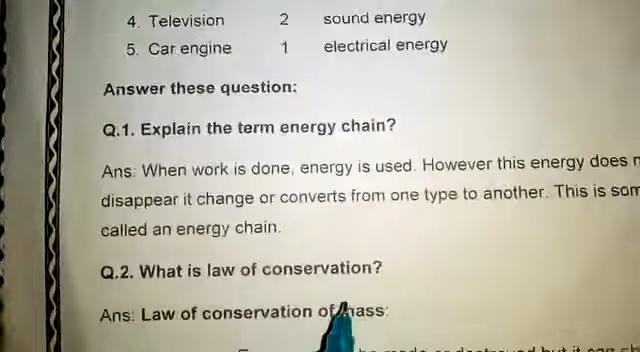 4. Television 2 sound energy
5. Car engine 1 electrical energy
Answer these question:
Q.1. Explain the term energy chain?
Ans: When work is done, energy is used. However this energy does
disappear it change or converts from one type to another. This is
called an energy chain.
Q.2. What is law of conservation?
Ans: Law of conservation of mass: